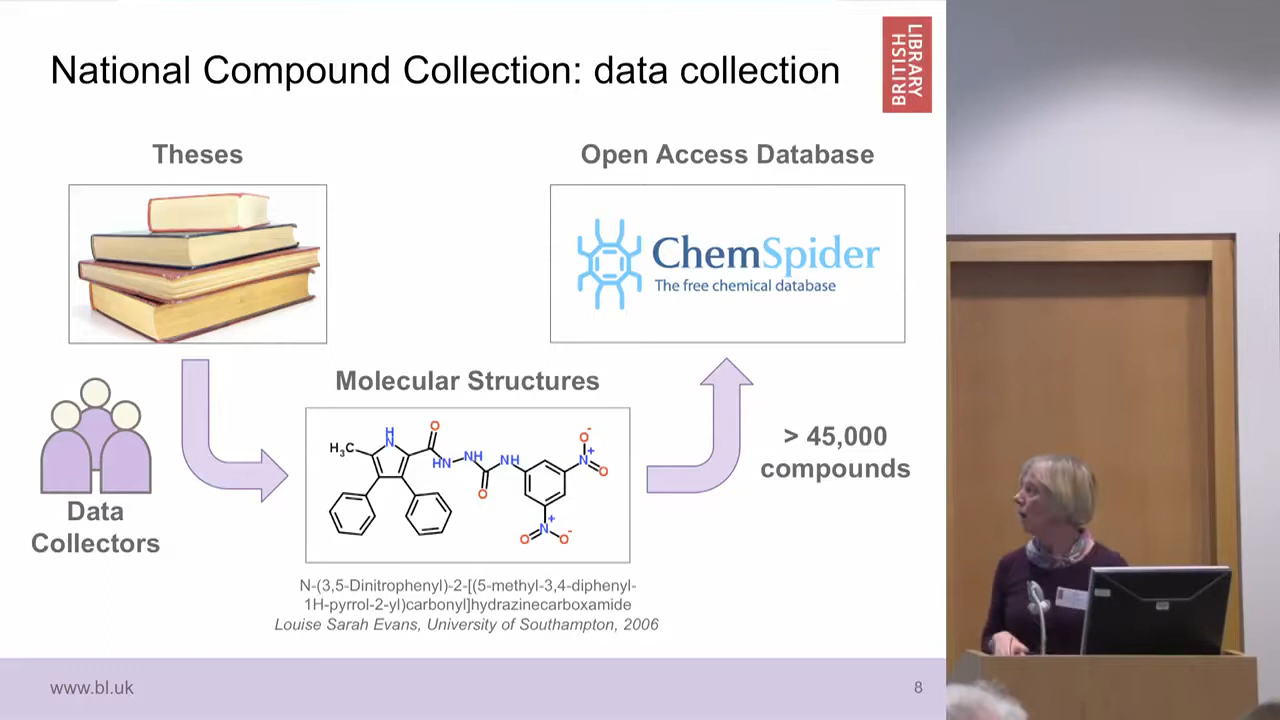 National Compound Collection: data collection
BRITISH
LIBRARY
Theses
Open Access Database
ChemSpider
The free chemical database
Molecular Structures
H
N
H₃C
O
HN
NH
O
NH
O⁻
N⁺
O
N⁺
O
O⁻
> 45,000
compounds
Data
Collectors
N-(3,5-Dinitrophenyl)-2-[(5-methyl-3,4-diphenyl-
1H-pyrrol-2-yl)carbonyl]hydrazinecarboxamide
Louise Sarah Evans, University of Southampton, 2006
www.bl.uk
8